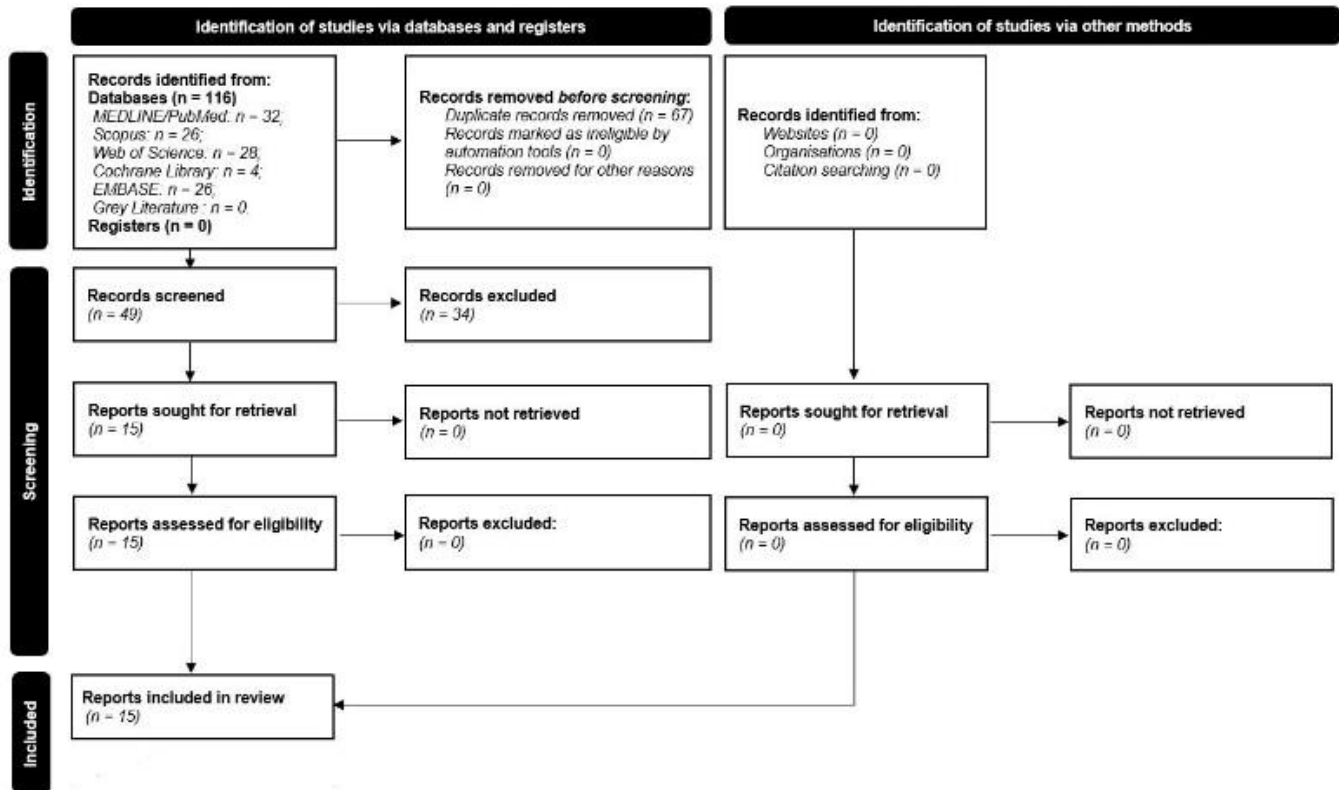 Identification of studies via databases and registers
Identification of studies via other methods
Identification
Records identified from:
Databases (n = 116)
MEDLINE/PubMed: n = 32;
Scopus: n = 26;
Web of Science: n = 28;
Cochrane Library: n = 4;
EMBASE: n = 26;
Grey Literature : n = 0.
Registers (n = 0)
Records removed before screening:
Duplicate records removed (n = 67)
Records marked as ineligible by
automation tools (n = 0)
Records removed for other reasons
(n = 0)
Records identified from:
Websites (n = 0)
Organisations (n = 0)
Citation searching (n = 0)
Screening
Records screened
(n = 49)
Records excluded
(n = 34)
Reports sought for retrieval
(n = 15)
Reports not retrieved
(n = 0)
Reports sought for retrieval
(n = 0)
Reports not retrieved
(n = 0)
Reports assessed for eligibility
(n = 15)
Reports excluded:
(n = 0)
Reports assessed for eligibility
(n = 0)
Reports excluded:
(n = 0)
Included
Reports included in review
(n = 15)